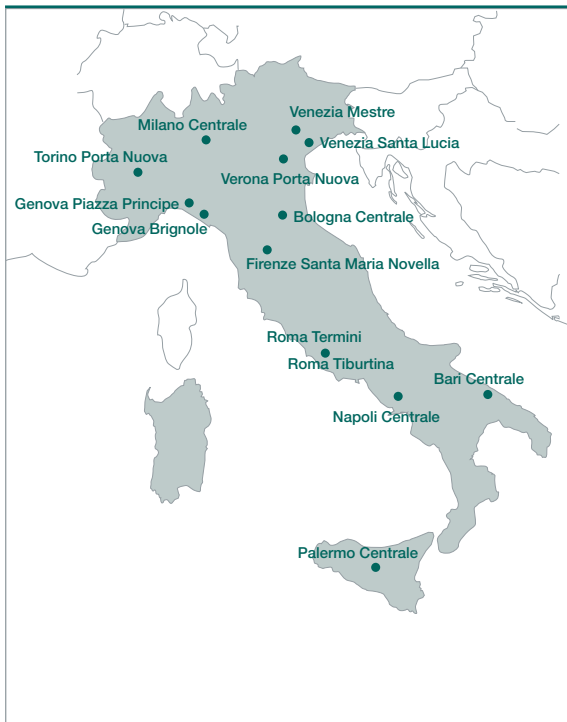 Venezia Mestre
Milano Centrale
Venezia Santa Lucia
Torino Porta Nuova
Verona Porta Nuova
Genova Piazza Principe
Bologna Centrale
Genova Brignole
Firenze Santa Maria Novella
Roma Termini
Roma Tiburtina
Bari Centrale
Napoli Centrale
Palermo Centrale